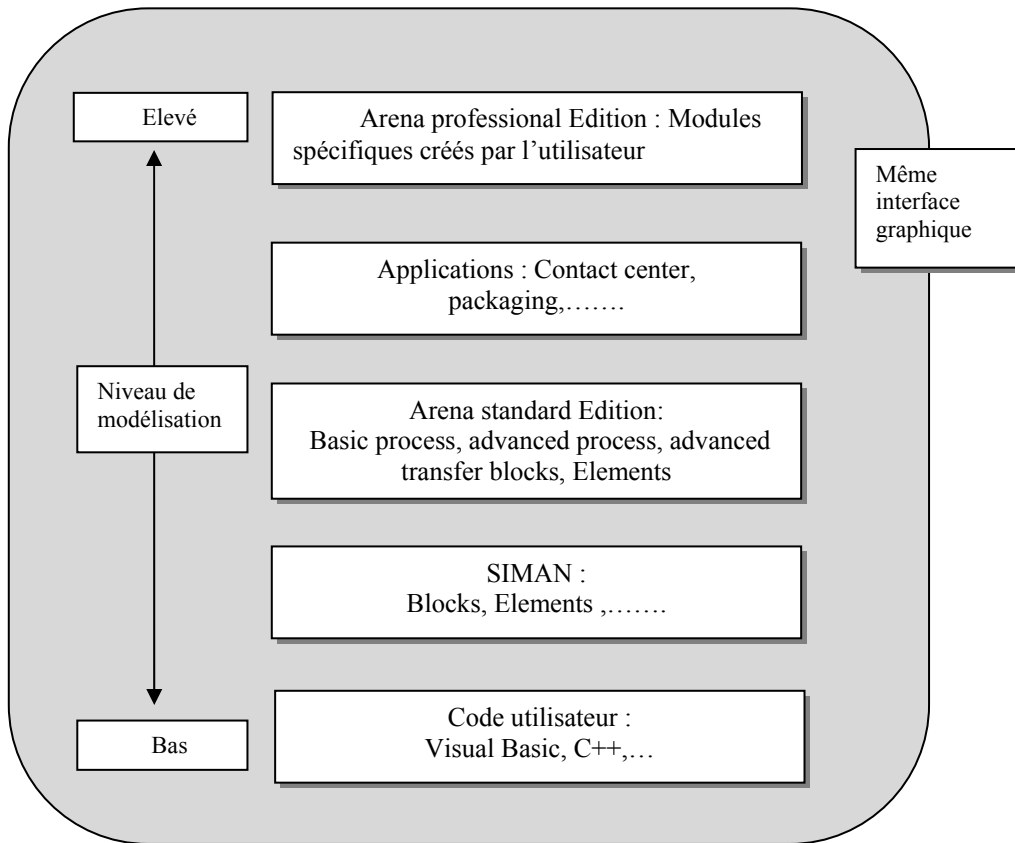 Elevé
Arena professional Edition : Modules
spécifiques créés par l’utilisateur
Même
interface
graphique
Applications : Contact center,
packaging,…….
Niveau de
modélisation
Arena standard Edition:
Basic process, advanced process, advanced
transfer blocks, Elements
SIMAN :
Blocks, Elements ,…….
Bas
Code utilisateur :
Visual Basic, C++,…